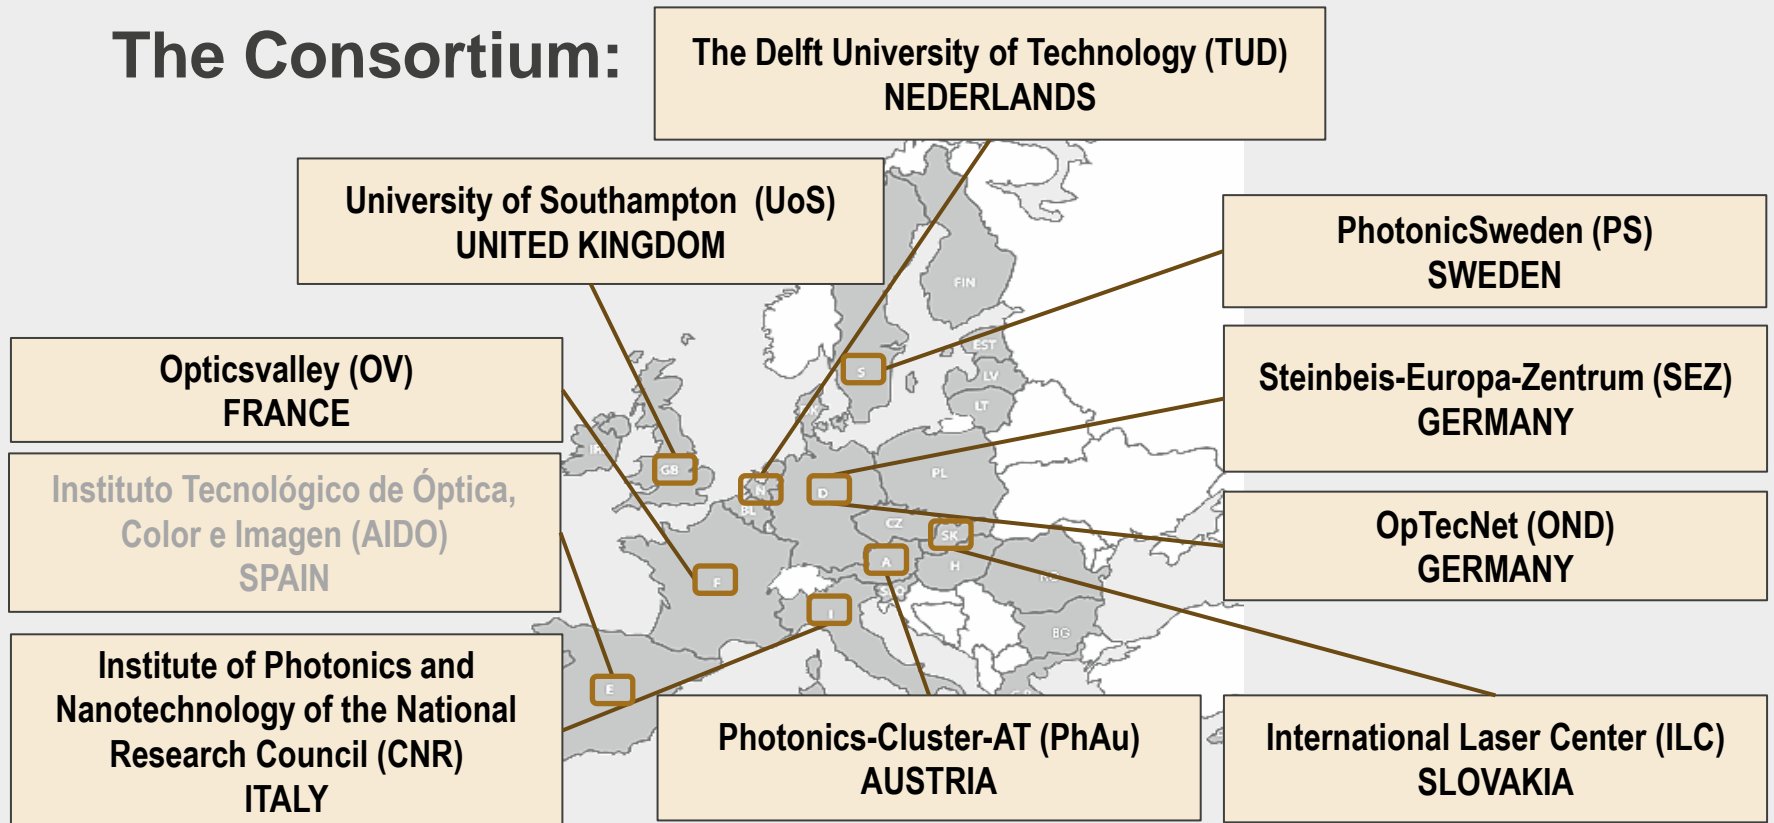 The Consortium:
The Delft University of Technology (TUD)
NEDERLANDS
University of Southampton (UoS)
UNITED KINGDOM
PhotonicSweden (PS)
SWEDEN
Opticsvalley (OV)
FRANCE
Steinbeis-Europa-Zentrum (SEZ)
GERMANY
Instituto Tecnológico de Óptica,
Color e Imagen (AIDO)
SPAIN
OpTecNet (OND)
GERMANY
Institute of Photonics and
Nanotechnology of the National
Research Council (CNR)
ITALY
Photonics-Cluster-AT (PhAu)
AUSTRIA
International Laser Center (ILC)
SLOVAKIA
FIN
EST
S
LV
LT
GB
N
D
PL
BL
CZ
SK
A
H
F
I
BG
E